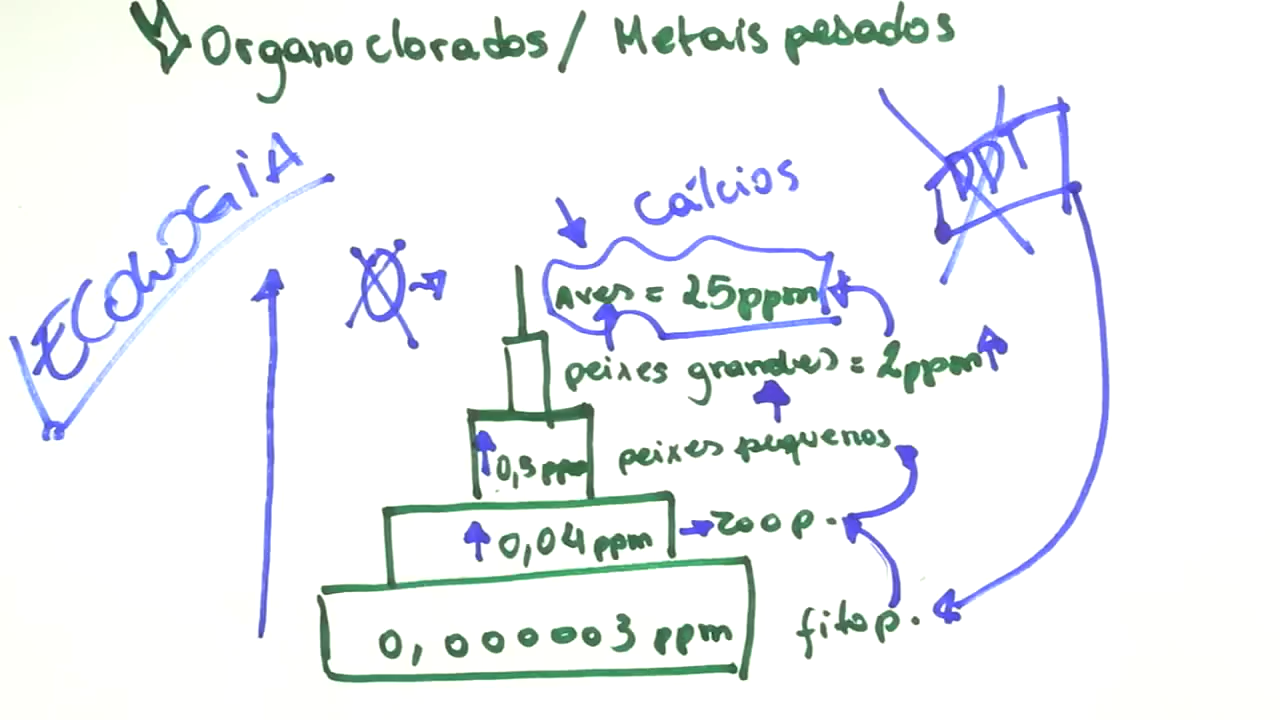 Organoclorados / Metais pesados
ECOLOGIA
DDT
Cálcios
Aves = 25ppm
peixes grandes = 2ppm
0,5 ppm peixes pequenos
0,04 ppm zoop.
0,000003 ppm fitop.